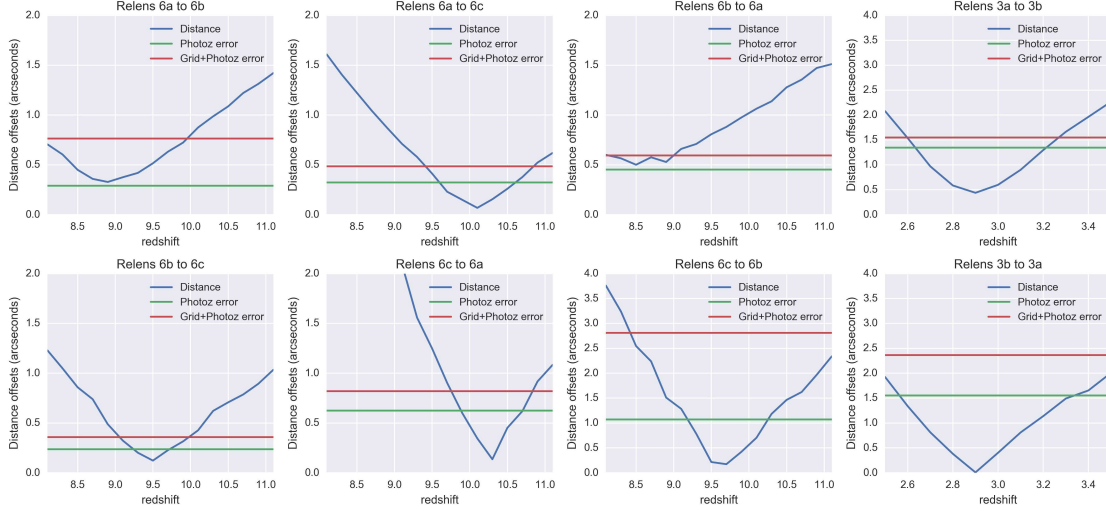 Relens 6a to 6b
Distance offsets (arcseconds)
2.0
1.5
1.0
0.5
0.0
Distance
Photoz error
Grid+Photoz error
8.5 9.0 9.5 10.0 10.5 11.0
redshift
Relens 6a to 6c
Distance offsets (arcseconds)
2.0
1.5
1.0
0.5
0.0
Distance
Photoz error
Grid+Photoz error
8.5 9.0 9.5 10.0 10.5 11.0
redshift
Relens 6b to 6a
Distance offsets (arcseconds)
2.0
1.5
1.0
0.5
0.0
Distance
Photoz error
Grid+Photoz error
8.5 9.0 9.5 10.0 10.5 11.0
redshift
Relens 3a to 3b
Distance offsets (arcseconds)
4.0
3.5
3.0
2.5
2.0
1.5
1.0
0.5
0.0
Distance
Photoz error
Grid+Photoz error
2.6 2.8 3.0 3.2 3.4
redshift
Relens 6b to 6c
Distance offsets (arcseconds)
2.0
1.5
1.0
0.5
0.0
Distance
Photoz error
Grid+Photoz error
8.5 9.0 9.5 10.0 10.5 11.0
redshift
Relens 6c to 6a
Distance offsets (arcseconds)
2.0
1.5
1.0
0.5
0.0
Distance
Photoz error
Grid+Photoz error
8.5 9.0 9.5 10.0 10.5 11.0
redshift
Relens 6c to 6b
Distance offsets (arcseconds)
4.0
3.5
3.0
2.5
2.0
1.5
1.0
0.5
0.0
Distance
Photoz error
Grid+Photoz error
8.5 9.0 9.5 10.0 10.5 11.0
redshift
Relens 3b to 3a
Distance offsets (arcseconds)
4.0
3.5
3.0
2.5
2.0
1.5
1.0
0.5
0.0
Distance
Photoz error
Grid+Photoz error
2.6 2.8 3.0 3.2 3.4
redshift